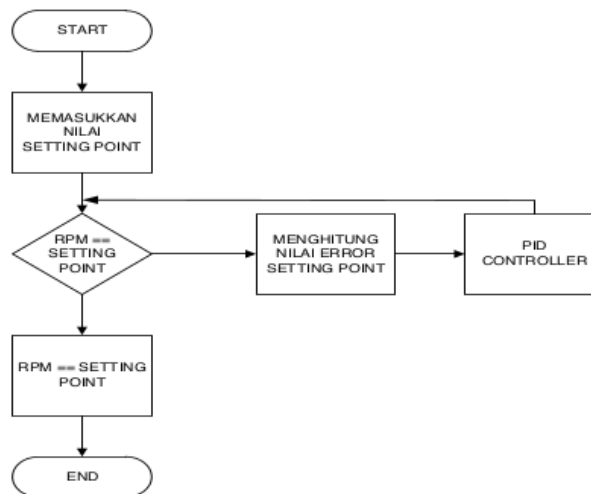 START
MEMASUKKAN
NILAI
SETTING POINT
RPM ==
SETTING
POINT
MENGHITUNG
NILAI ERROR
SETTING POINT
PID
CONTROLLER
RPM == SETTING
POINT
END